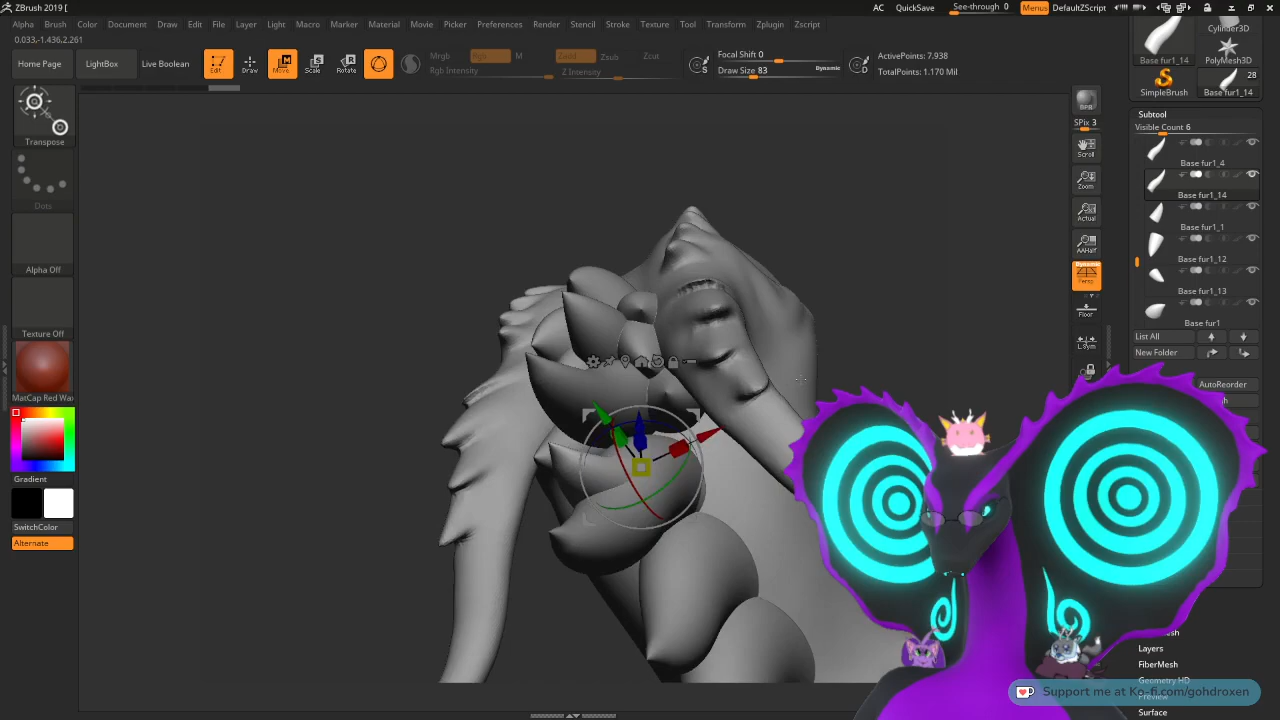 ZBrush 2019 [
AC
QuickSave
See-through 0
Menus
DefaultZScript
Alpha Brush Color Document Draw Edit File Layer Light Macro Marker Material Movie Picker Preferences Render Stencil Stroke Texture Tool Transform Zplugin Zscript
0.033,-1.436,2.261
Home Page
LightBox
Live Boolean
Edit
Draw
Move
Scale
Rotate
Mrgb
Rgb
M
Rgb Intensity
Zadd
Zsub
Zcut
Z Intensity
Focal Shift 0
Draw Size 83
Dynamic
ActivePoints: 7,938
TotalPoints: 1.170 Mil
Transpose
Dots
Alpha Off
Texture Off
MatCap Red Wax
Gradient
SwitchColor
Alternate
BPR
SPix 3
Scroll
Zoom
Actual
AAHalf
Dynamic
Persp
Floor
L.Sym
Cylinder3D
Base fur1_14
PolyMesh3D
28
SimpleBrush
Base fur1_14
Subtool
Visible Count 6
Base fur1_4
Base fur1_14
Base fur1_1
Base fur1_12
Base fur1_13
Base fur1
List All
New Folder
AutoReorder
Layers
FiberMesh
Geometry HD
Preview
Surface
Support me at Ko-fi.com/gohdroxen